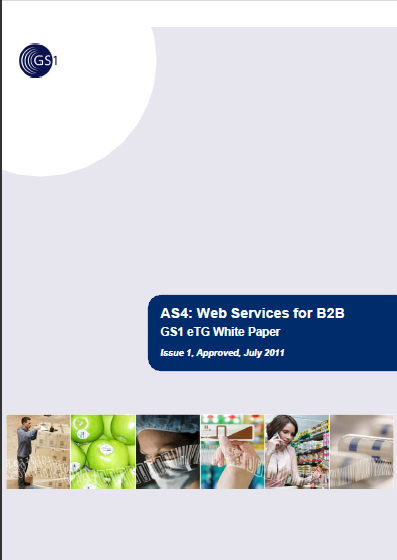 GS1
AS4: Web Services for B2B
GS1 eTG White Paper
Issue 1, Approved, July 2011